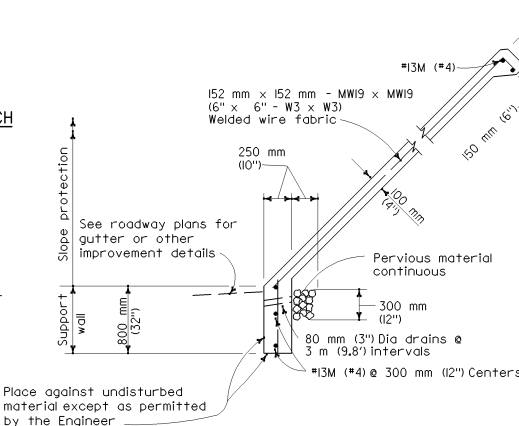 CH
#13M (#4)
152 mm x 152 mm - MW19 x MW19
(6" x 6" - W3 x W3)
Welded wire fabric
150 mm (6")
250 mm
(10")
100 mm
(4")
Slope protection
See roadway plans for
gutter or other
improvement details
Pervious material
continuous
Support
wall
800 mm
(32")
300 mm
(12")
80 mm (3") Dia drains @
3 m (9.8') intervals
#13M (#4) @ 300 mm (12") Centers
Place against undisturbed
material except as permitted
by the Engineer